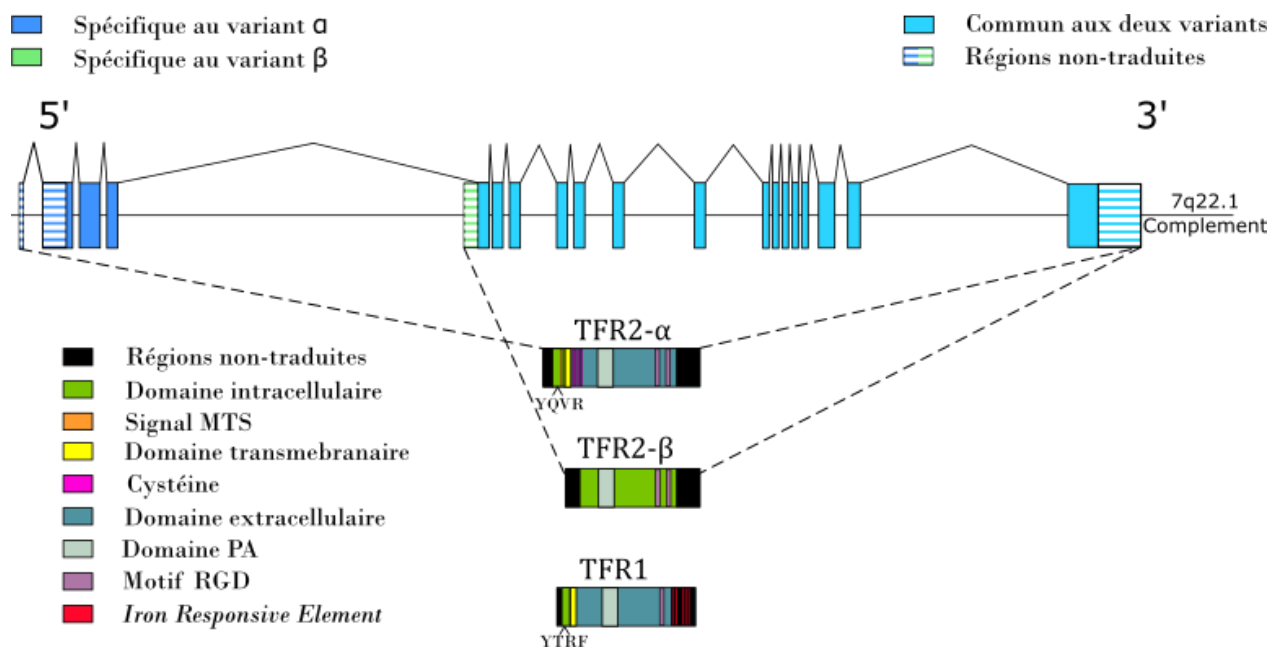 Spécifique au variant α
Spécifique au variant β
Commun aux deux variants
Régions non-traduites
5'
3'
7q22.1
Complement
TFR2-α
YQVR
TFR2-β
TFR1
YTRF
Régions non-traduites
Domaine intracellulaire
Signal MTS
Domaine transmebranaire
Cystéine
Domaine extracellulaire
Domaine PA
Motif RGD
Iron Responsive Element